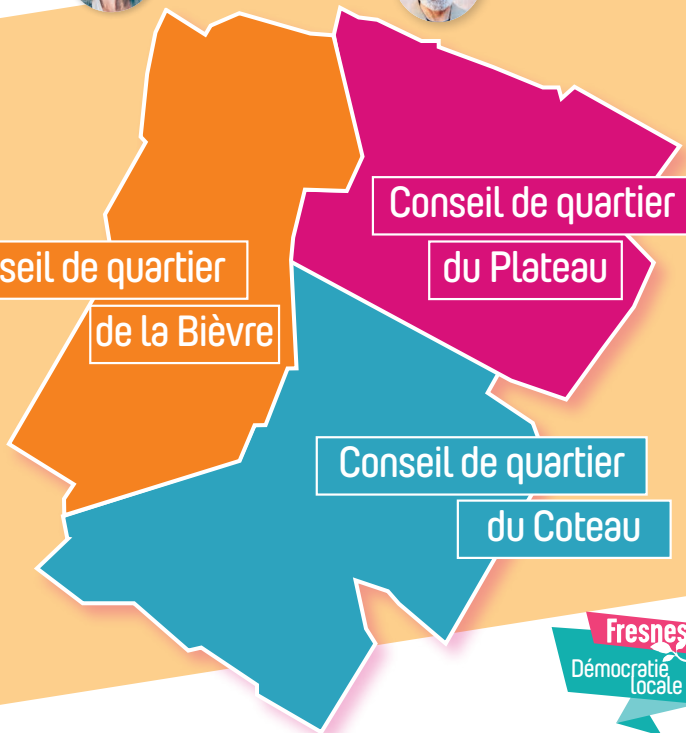 Conseil de quartier
du Plateau
seil de quartier
de la Bièvre
Conseil de quartier
du Coteau
Fresnes
Démocratie
locale